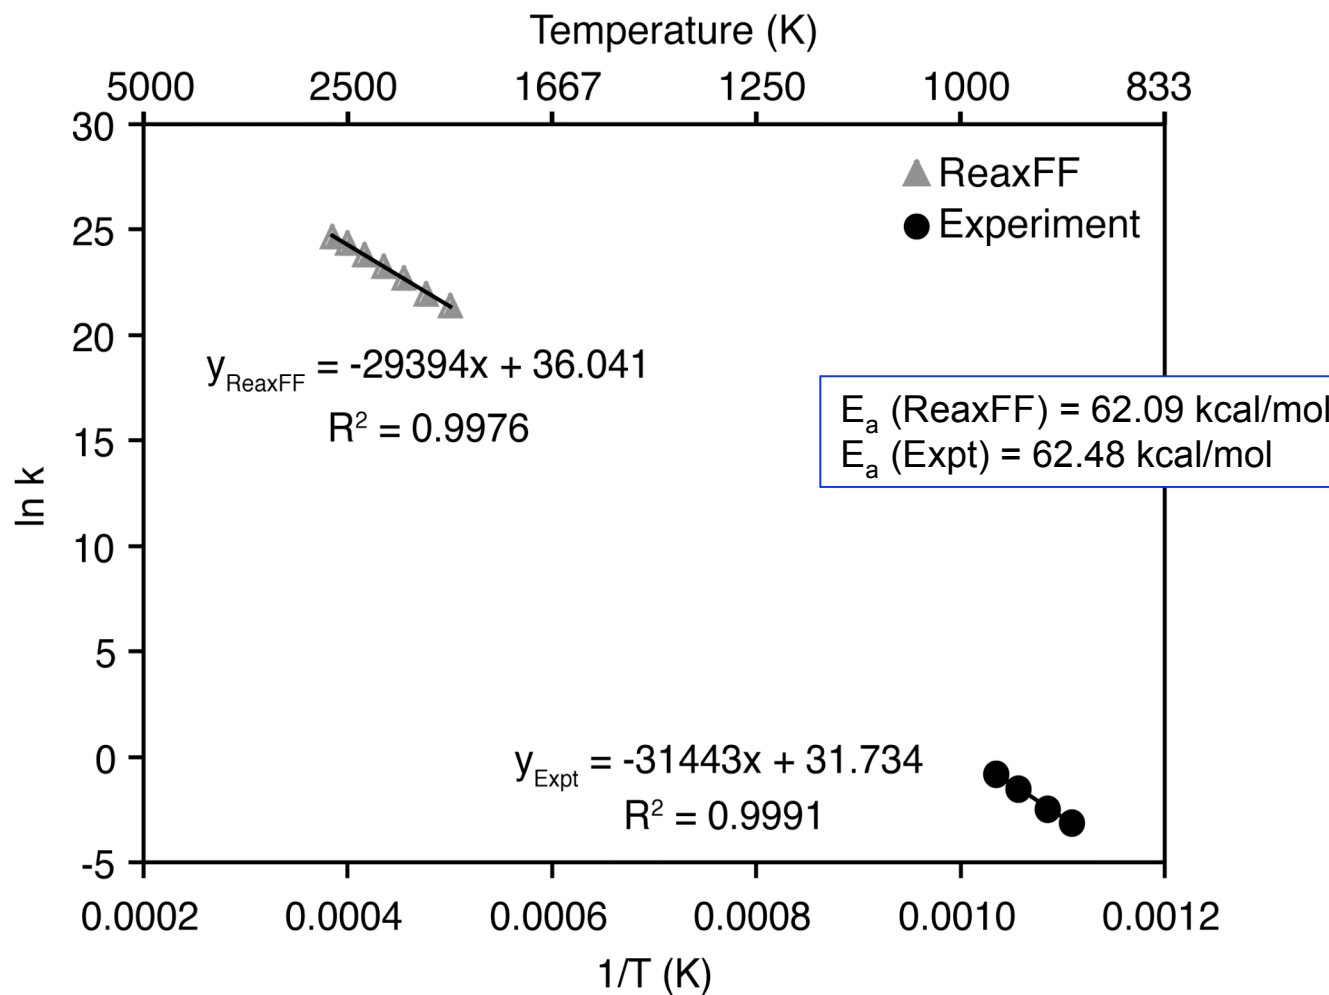 Temperature (K)
5000 2500 1667 1250 1000 833
30
ReaxFF
Experiment
25
20
y_ReaxFF = -29394x + 36.041
R² = 0.9976
E_a (ReaxFF) = 62.09 kcal/mol
E_a (Expt) = 62.48 kcal/mol
15
ln k
10
5
0
y_Expt = -31443x + 31.734
R² = 0.9991
-5
0.0002 0.0004 0.0006 0.0008 0.0010 0.0012
1/T (K)